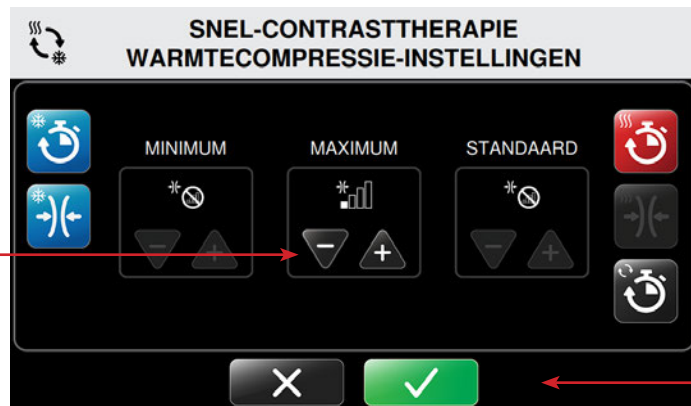 SNEL-CONTRASTTHERAPIE
WARMTECOMPRESSIE-INSTELLINGEN
MINIMUM MAXIMUM STANDAARD